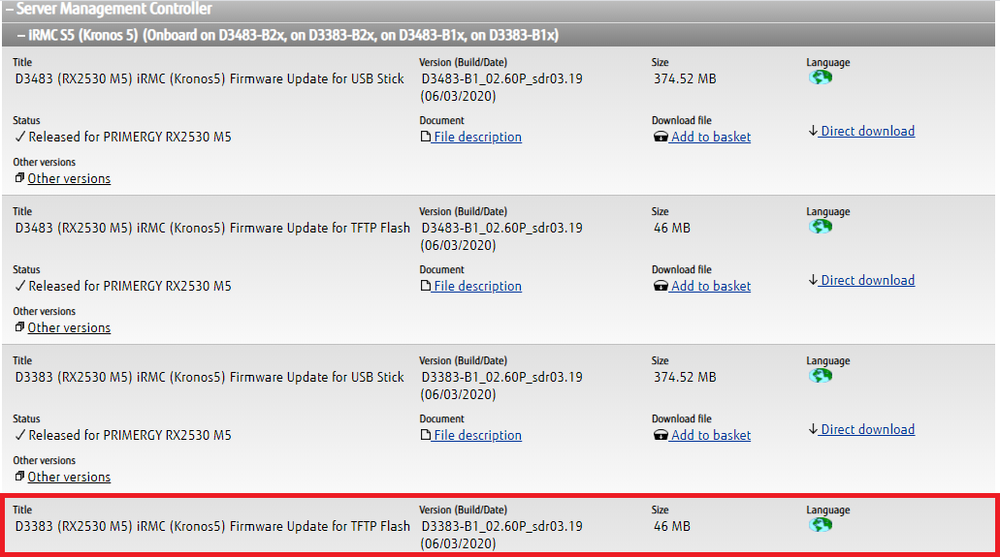 – Server Management Controller
– iRMC S5 (Kronos 5) (Onboard on D3483-B2x, on D3383-B2x, on D3483-B1x, on D3383-B1x)
Title Version (Build/Date) Size Language
D3483 (RX2530 M5) iRMC (Kronos5) Firmware Update for USB Stick D3483-B1_02.60P_sdr03.19 374.52 MB
(06/03/2020)
Status Document Download file
✓ Released for PRIMERGY RX2530 M5 File description Add to basket Direct download
Other versions
Other versions
Title Version (Build/Date) Size Language
D3483 (RX2530 M5) iRMC (Kronos5) Firmware Update for TFTP Flash D3483-B1_02.60P_sdr03.19 46 MB
(06/03/2020)
Status Document Download file
✓ Released for PRIMERGY RX2530 M5 File description Add to basket Direct download
Other versions
Other versions
Title Version (Build/Date) Size Language
D3383 (RX2530 M5) iRMC (Kronos5) Firmware Update for USB Stick D3383-B1_02.60P_sdr03.19 374.52 MB
(06/03/2020)
Status Document Download file
✓ Released for PRIMERGY RX2530 M5 File description Add to basket Direct download
Other versions
Other versions
Title Version (Build/Date) Size Language
D3383 (RX2530 M5) iRMC (Kronos5) Firmware Update for TFTP Flash D3383-B1_02.60P_sdr03.19 46 MB
(06/03/2020)